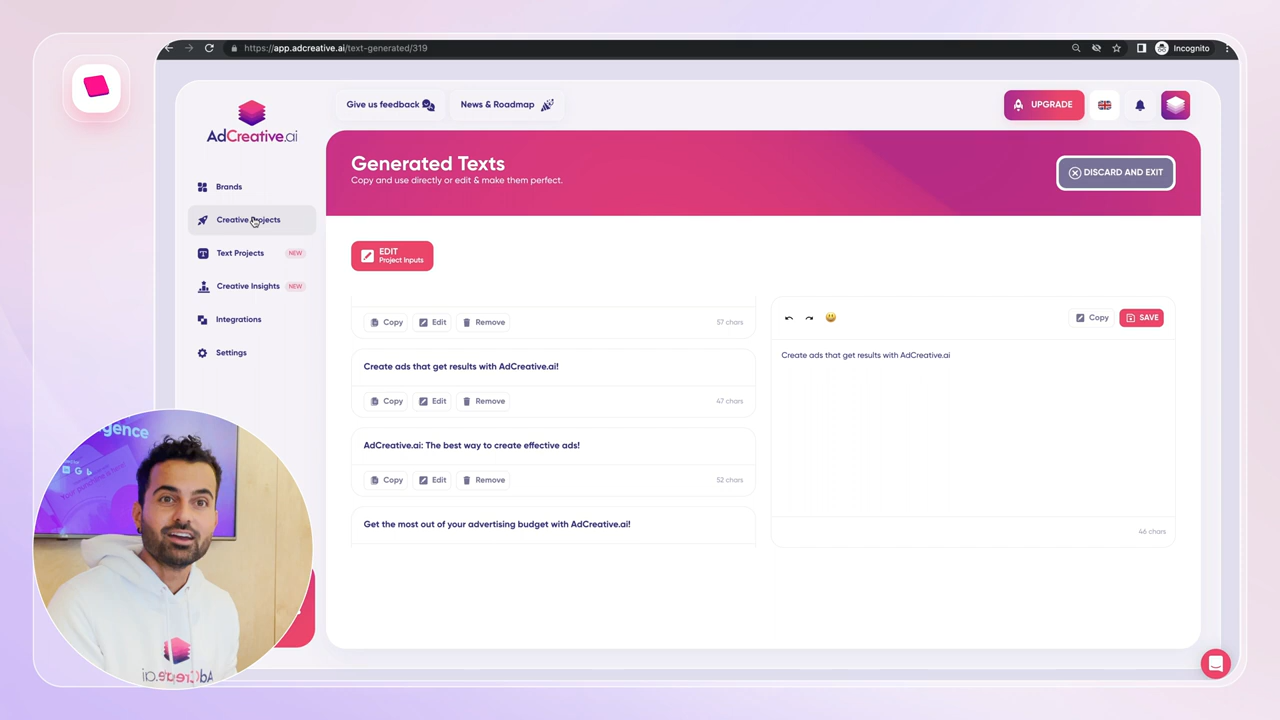 https://app.adcreative.ai/text-generated/319
Incognito
AdCreative.ai
Give us feedback
News & Roadmap
UPGRADE
Brands
Creative Projects
Text Projects NEW
Creative Insights NEW
Integrations
Settings
Generated Texts
Copy and use directly or edit & make them perfect.
DISCARD AND EXIT
EDIT
Project Inputs
Copy Edit Remove 57 chars
Create ads that get results with AdCreative.ai!
Copy Edit Remove 47 chars
AdCreative.ai: The best way to create effective ads!
Copy Edit Remove 52 chars
Get the most out of your advertising budget with AdCreative.ai!
Copy SAVE
Create ads that get results with AdCreative.ai
46 chars
AdCreative.ai